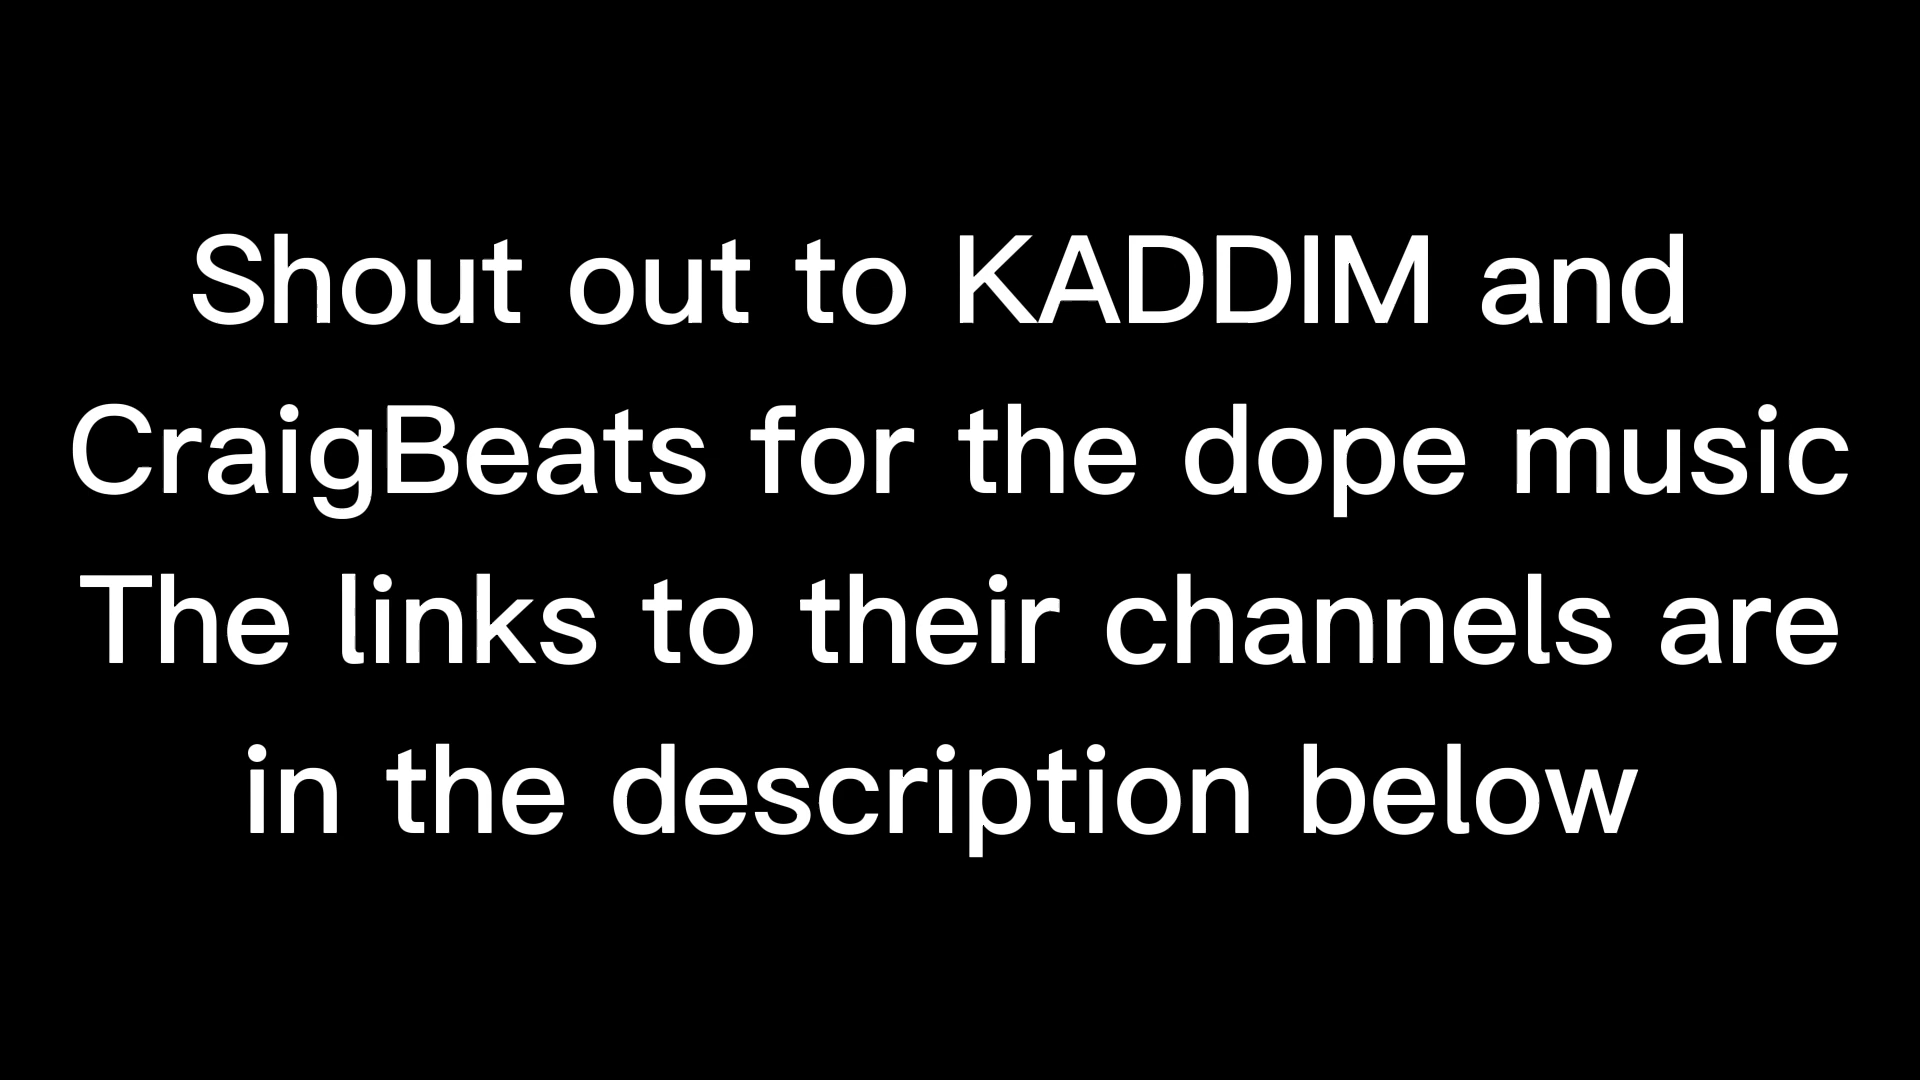 Shout out to KADDIM and
CraigBeats for the dope music
The links to their channels are
in the description below